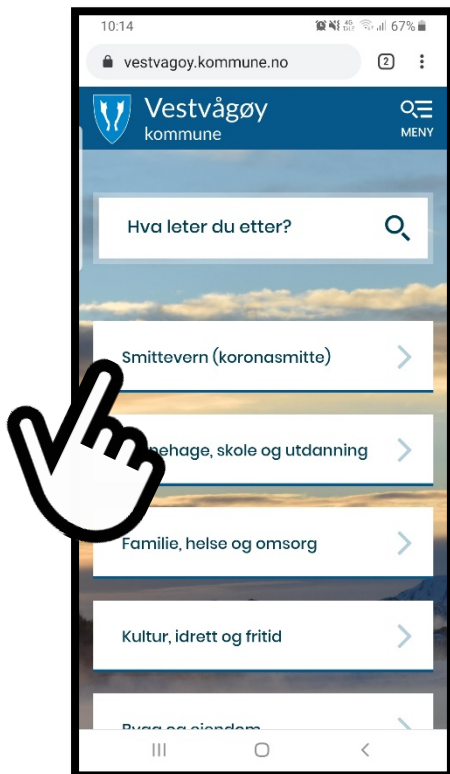 10:14
67%
vestvagoy.kommune.no
2
Vestvågøy
kommune
MENY
Hva leter du etter?
Smittevern (koronasmitte)
skole og utdanning
Familie, helse og omsorg
Kultur, idrett og fritid